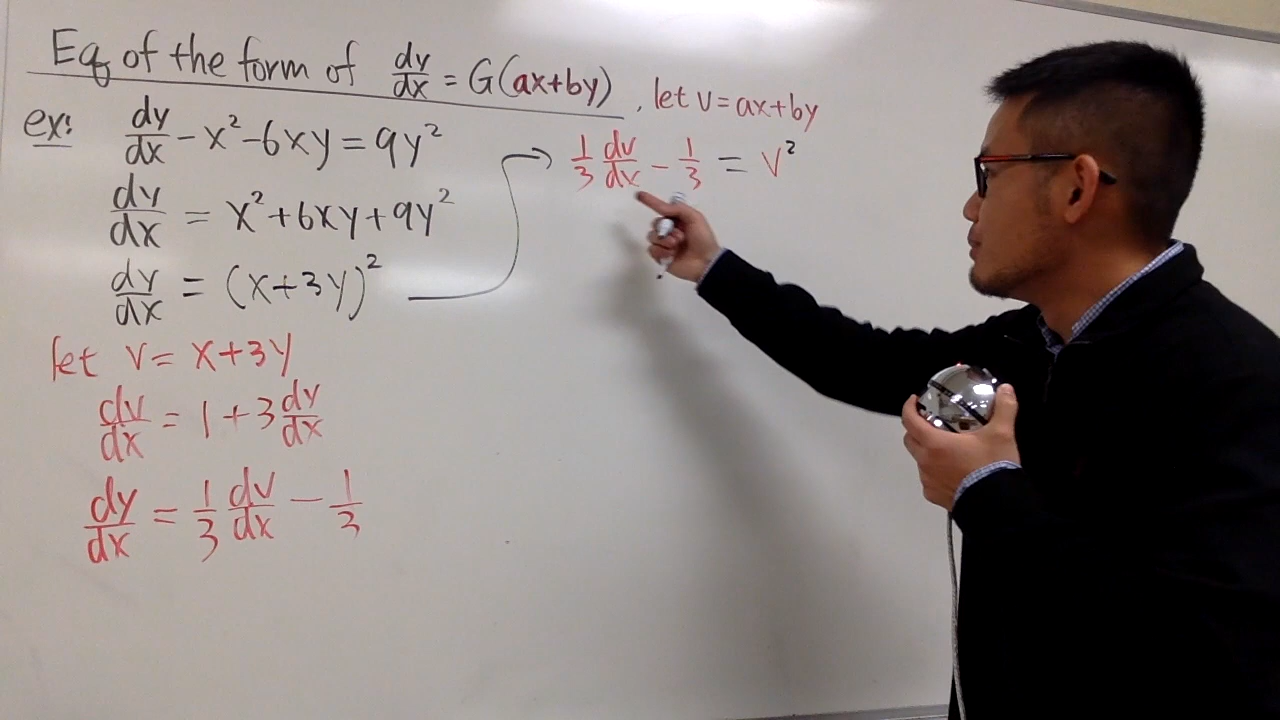 Eq of the form of dy/dx = G(ax+by), let v=ax+by
ex: dy/dx - x² - 6xy = 9y²
dy/dx = x² + 6xy + 9y²
dy/dx = (x+3y)²
let v = x+3y
dv/dx = 1 + 3 dy/dx
dy/dx = 1/3 dv/dx - 1/3
→ 1/3 dv/dx - 1/3 = v²